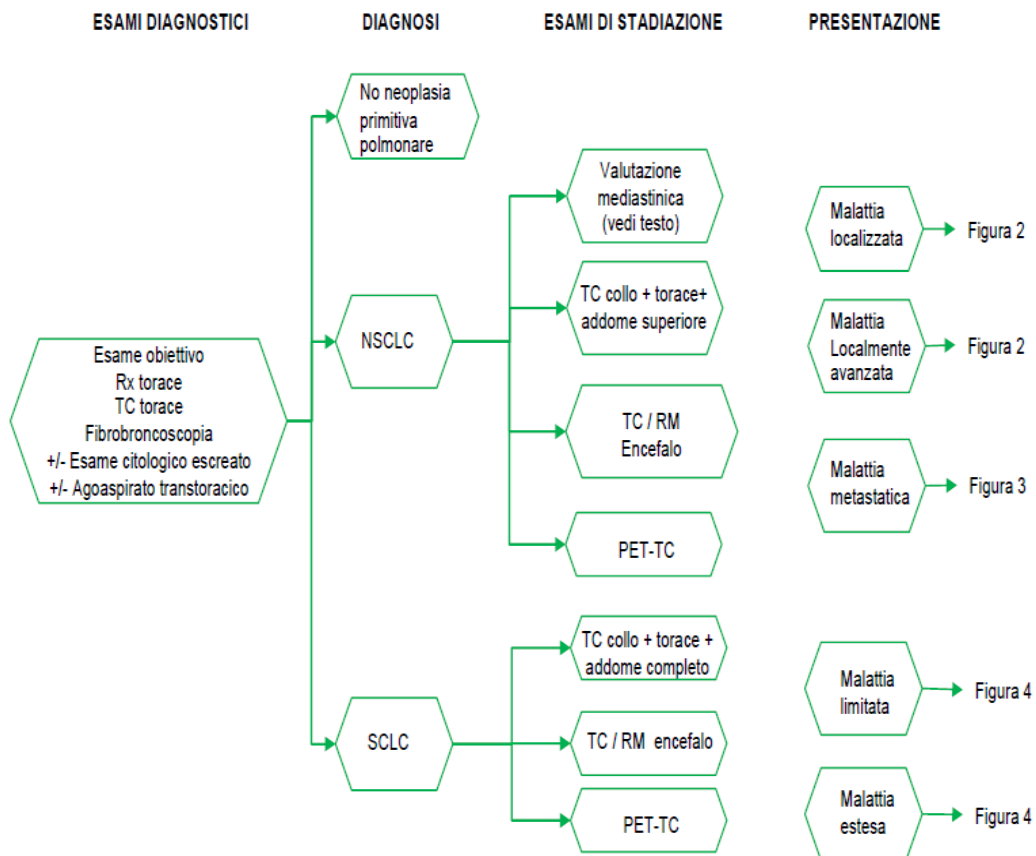 ESAMI DIAGNOSTICI
DIAGNOSI
ESAMI DI STADIAZIONE
PRESENTAZIONE
Esame obiettivo
Rx torace
TC torace
Fibrobroncoscopia
+/- Esame citologico escreato
+/- Agoaspirato transtoracico
No neoplasia
primitiva
polmonare
NSCLC
SCLC
Valutazione
mediastinica
(vedi testo)
TC collo + torace+
addome superiore
TC / RM
Encefalo
PET-TC
TC collo + torace +
addome completo
TC / RM encefalo
PET-TC
Malattia
localizzata
Figura 2
Malattia
Localmente
avanzata
Figura 2
Malattia
metastatica
Figura 3
Malattia
limitata
Figura 4
Malattia
estesa
Figura 4